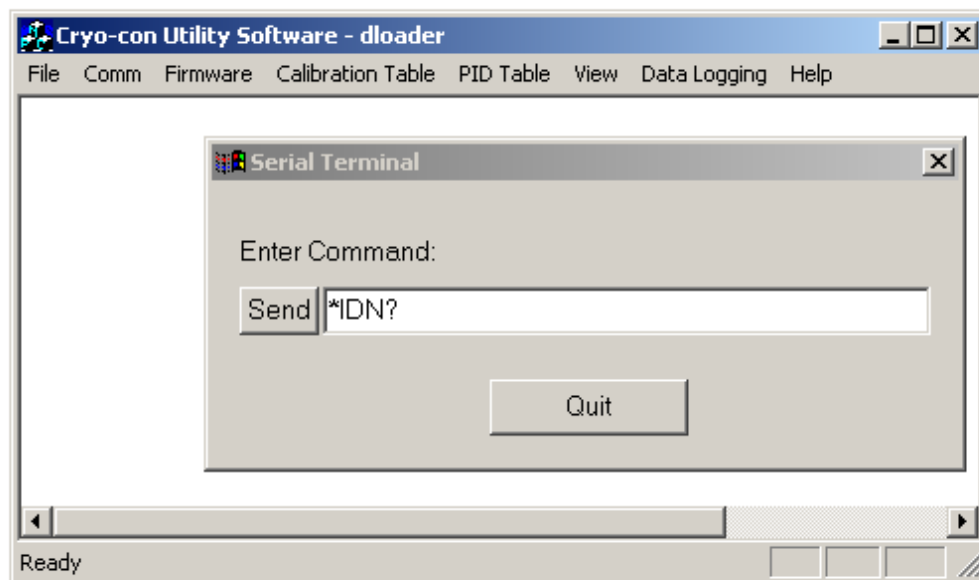 Cryo-con Utility Software - dloader
File Comm Firmware Calibration Table PID Table View Data Logging Help
Serial Terminal
Enter Command:
Send *IDN?
Quit
Ready